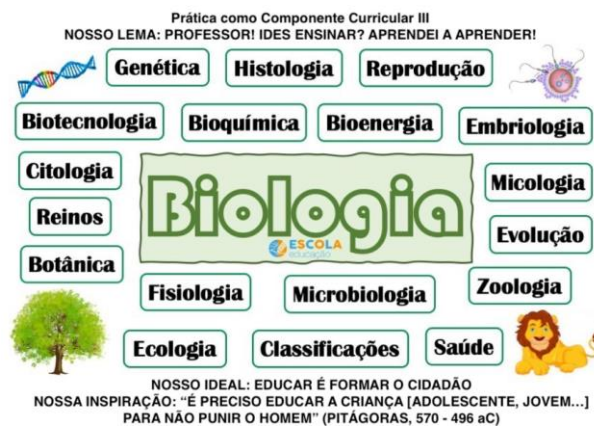 Prática como Componente Curricular III
NOSSO LEMA: PROFESSOR! IDES ENSINAR? APRENDEI A APRENDER!
Genética Histologia Reprodução
Biotecnologia Bioquímica Bioenergia Embriologia
Citologia
Micologia
Biologia
Reinos
Evolução
ESCOLA
educação
Botânica
Zoologia
Fisiologia Microbiologia
Ecologia Classificações Saúde
NOSSO IDEAL: EDUCAR É FORMAR O CIDADÃO
NOSSA INSPIRAÇÃO: “É PRECISO EDUCAR A CRIANÇA [ADOLESCENTE, JOVEM...]
PARA NÃO PUNIR O HOMEM” (PITÁGORAS, 570 - 496 aC)